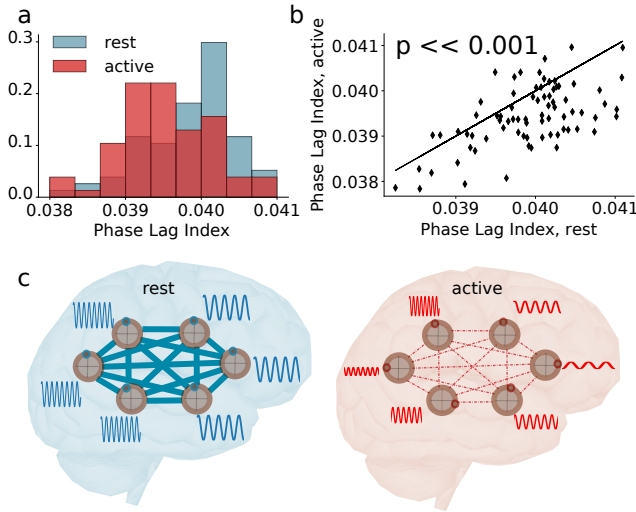 a
rest
active
0.3
0.2
0.1
0.0
0.038 0.039 0.040 0.041
Phase Lag Index
b
p << 0.001
Phase Lag Index, active
0.041
0.040
0.039
0.038
0.039 0.040 0.041
Phase Lag Index, rest
c
rest
active